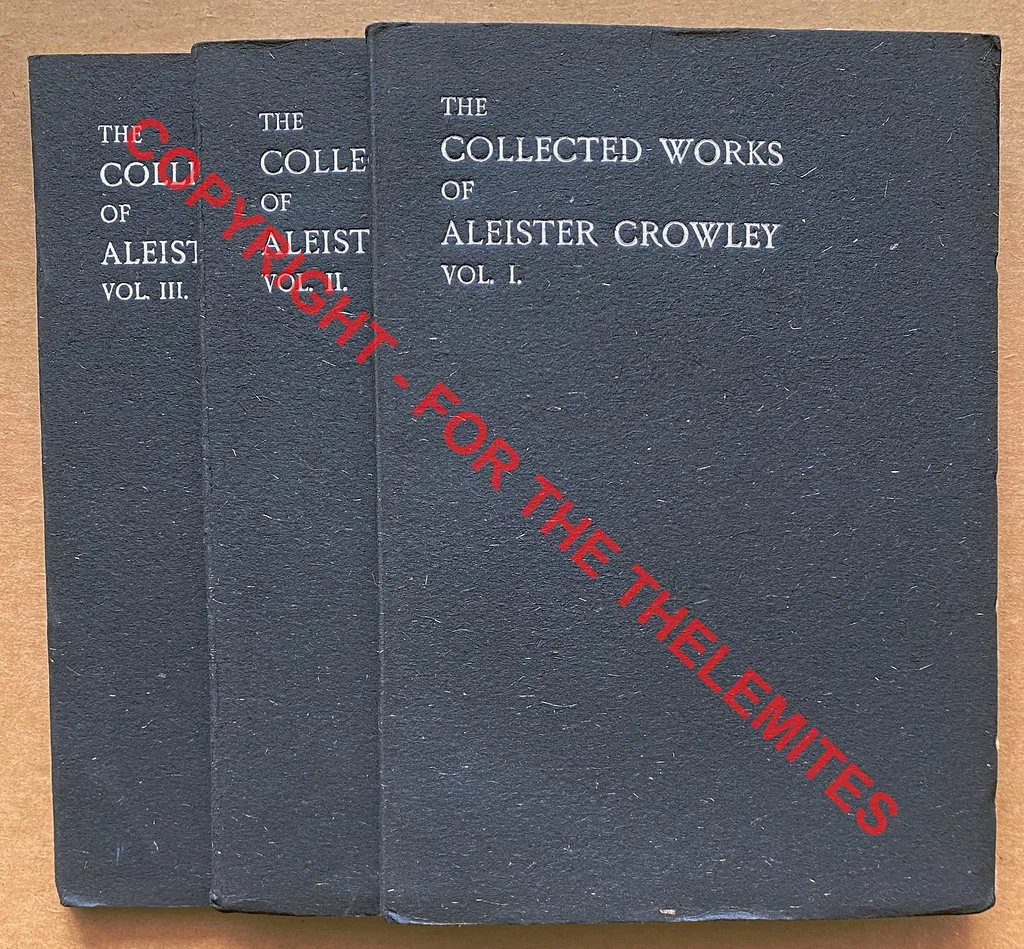 THE
COLL
OF
ALEIST
VOL. III.
THE
COLLE
OF
ALEIST
VOL. II.
THE
COLLECTED WORKS
OF
ALEISTER CROWLEY
VOL. I.
COPYRIGHT - FOR THE THELEMITES